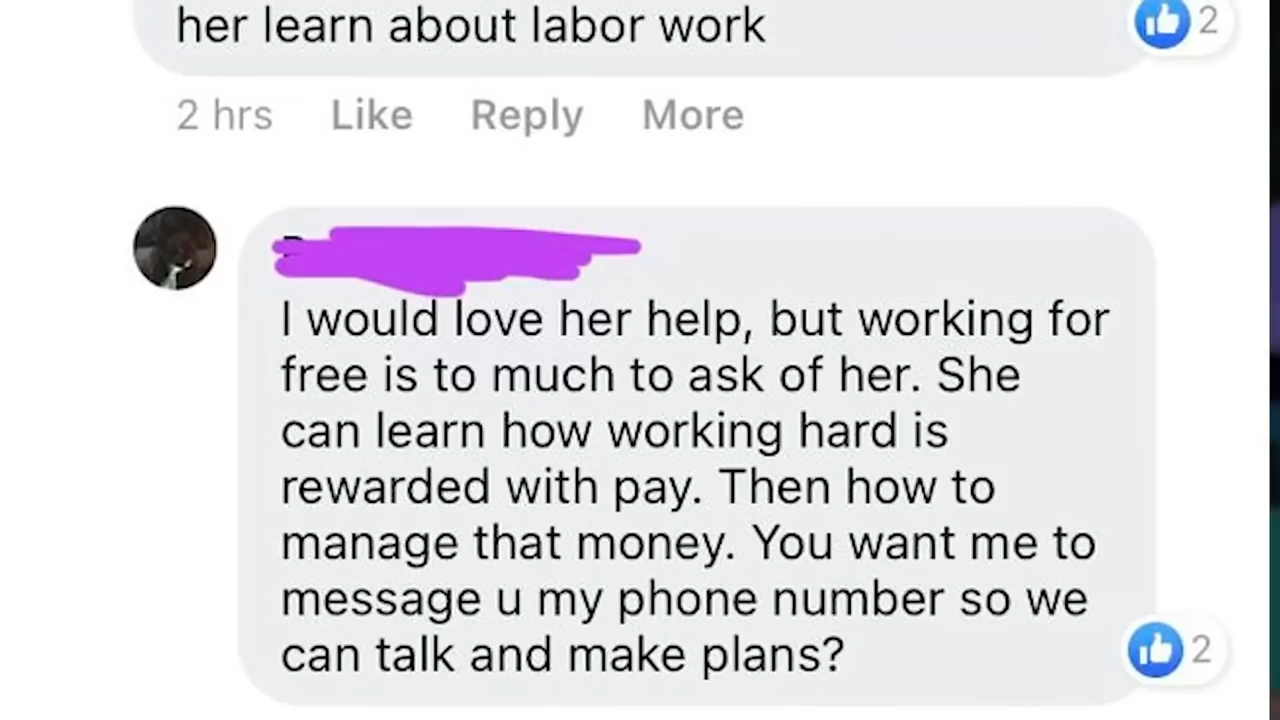 her learn about labor work
2
2 hrs Like Reply More
I would love her help, but working for
free is to much to ask of her. She
can learn how working hard is
rewarded with pay. Then how to
manage that money. You want me to
message u my phone number so we
can talk and make plans?
2